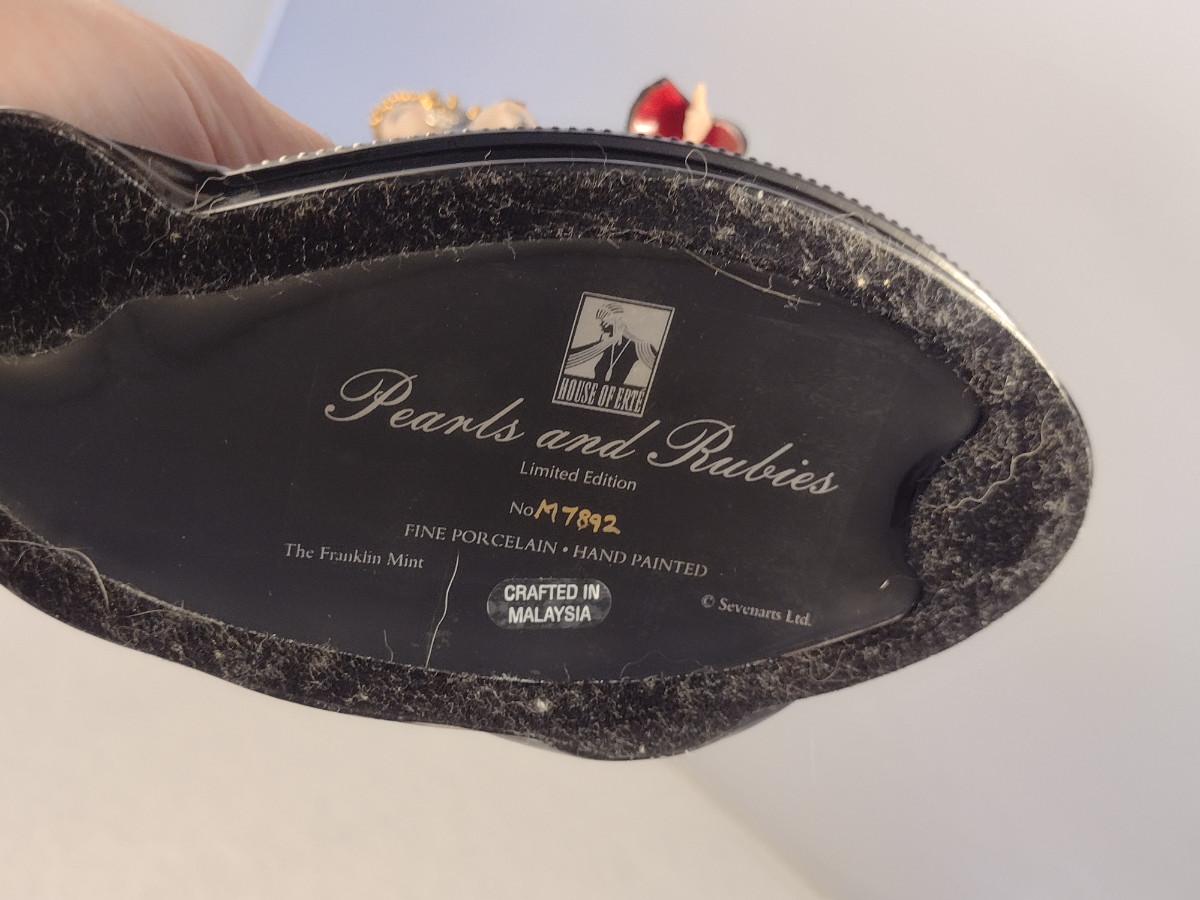 HOUSE OF ERTÉ
Pearls and Rubies
Limited Edition
No M7892
FINE PORCELAIN • HAND PAINTED
The Franklin Mint
CRAFTED IN
MALAYSIA
© Sevenarts Ltd.